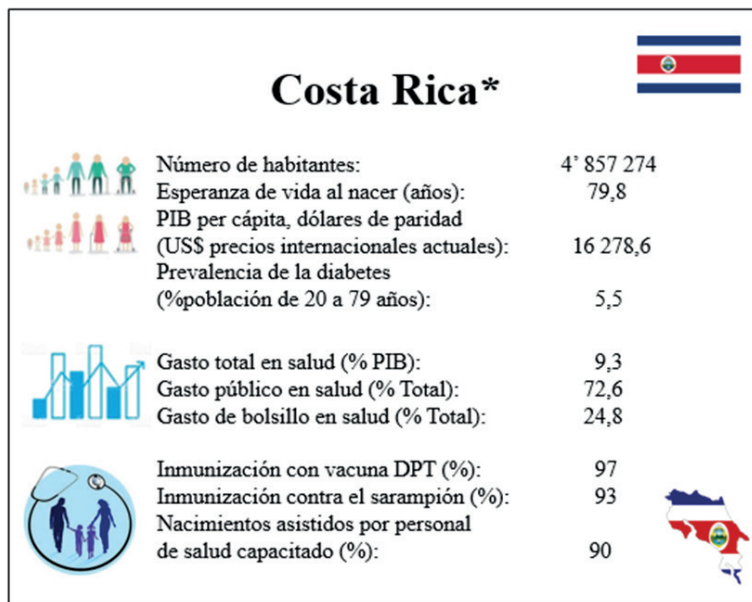 Costa Rica*
Número de habitantes: 4’ 857 274
Esperanza de vida al nacer (años): 79,8
PIB per cápita, dólares de paridad
(US$ precios internacionales actuales): 16 278,6
Prevalencia de la diabetes
(%población de 20 a 79 años): 5,5
Gasto total en salud (% PIB): 9,3
Gasto público en salud (% Total): 72,6
Gasto de bolsillo en salud (% Total): 24,8
Inmunización con vacuna DPT (%): 97
Inmunización contra el sarampión (%): 93
Nacimientos asistidos por personal
de salud capacitado (%): 90